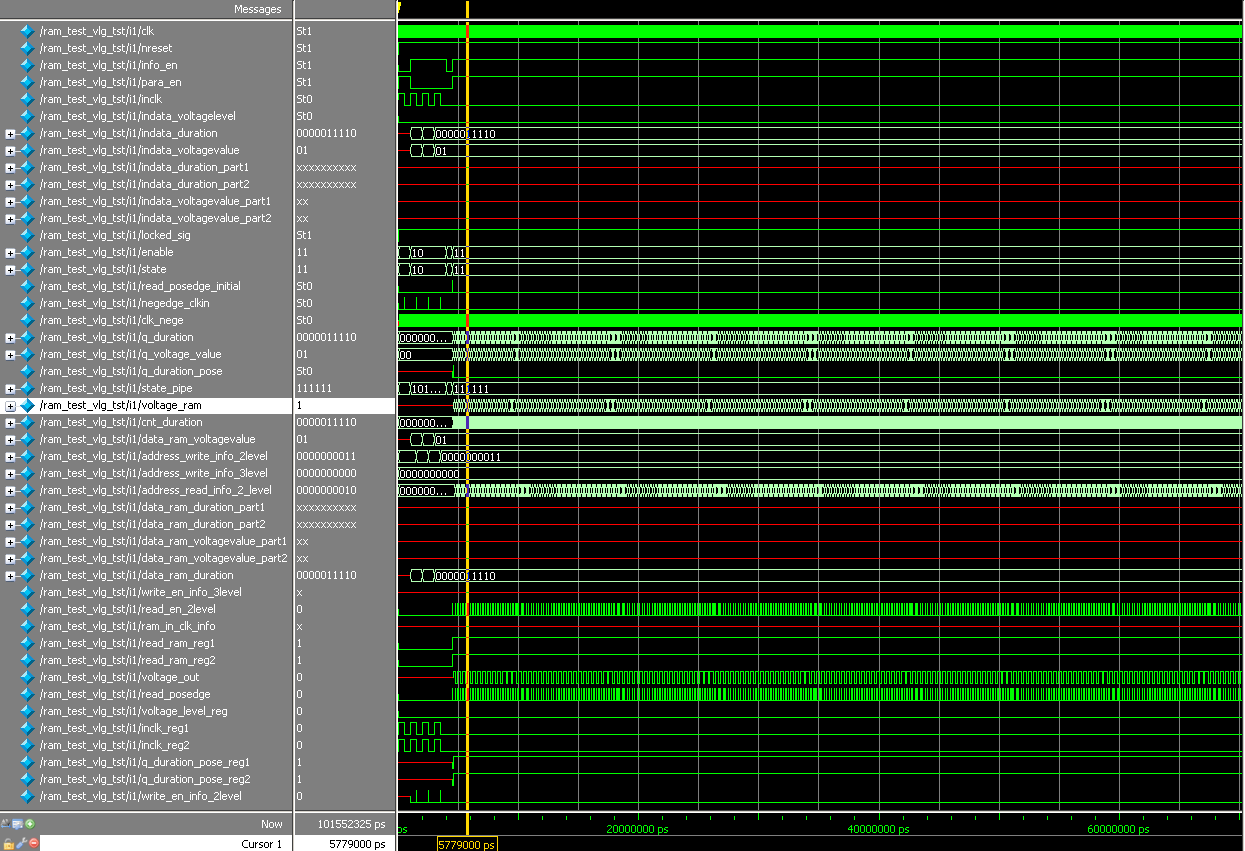 Messages
/ram_test_vlg_tst/i1/clk St1
/ram_test_vlg_tst/i1/nreset St1
/ram_test_vlg_tst/i1/info_en St1
/ram_test_vlg_tst/i1/para_en St1
/ram_test_vlg_tst/i1/inclk St0
/ram_test_vlg_tst/i1/indata_voltagelevel St0
/ram_test_vlg_tst/i1/indata_duration 0000011110 0000011110
/ram_test_vlg_tst/i1/indata_voltagevalue 01 01
/ram_test_vlg_tst/i1/indata_duration_part1 xxxxxxxxxx
/ram_test_vlg_tst/i1/indata_duration_part2 xxxxxxxxxx
/ram_test_vlg_tst/i1/indata_voltagevalue_part1 xx
/ram_test_vlg_tst/i1/indata_voltagevalue_part2 xx
/ram_test_vlg_tst/i1/locked_sig St1
/ram_test_vlg_tst/i1/enable 11 10 11
/ram_test_vlg_tst/i1/state 11 10 11
/ram_test_vlg_tst/i1/read_posedge_initial St0
/ram_test_vlg_tst/i1/negedge_clkin St0
/ram_test_vlg_tst/i1/clk_nege St0
/ram_test_vlg_tst/i1/q_duration 0000011110 000000...
/ram_test_vlg_tst/i1/q_voltage_value 01 00
/ram_test_vlg_tst/i1/q_duration_pose St0
/ram_test_vlg_tst/i1/state_pipe 111111 101... 111111
/ram_test_vlg_tst/i1/voltage_ram 1
/ram_test_vlg_tst/i1/cnt_duration 0000011110 000000...
/ram_test_vlg_tst/i1/data_ram_voltagevalue 01 01
/ram_test_vlg_tst/i1/address_write_info_2level 0000000011 0000000011
/ram_test_vlg_tst/i1/address_write_info_3level 0000000000 0000000000
/ram_test_vlg_tst/i1/address_read_info_2_level 0000000010 000000...
/ram_test_vlg_tst/i1/data_ram_duration_part1 xxxxxxxxxx
/ram_test_vlg_tst/i1/data_ram_duration_part2 xxxxxxxxxx
/ram_test_vlg_tst/i1/data_ram_voltagevalue_part1 xx
/ram_test_vlg_tst/i1/data_ram_voltagevalue_part2 xx
/ram_test_vlg_tst/i1/data_ram_duration 0000011110 0000011110
/ram_test_vlg_tst/i1/write_en_info_3level x
/ram_test_vlg_tst/i1/read_en_2level 0
/ram_test_vlg_tst/i1/ram_in_clk_info x
/ram_test_vlg_tst/i1/read_ram_reg1 1
/ram_test_vlg_tst/i1/read_ram_reg2 1
/ram_test_vlg_tst/i1/voltage_out 0
/ram_test_vlg_tst/i1/read_posedge 0
/ram_test_vlg_tst/i1/voltage_level_reg 0
/ram_test_vlg_tst/i1/inclk_reg1 0
/ram_test_vlg_tst/i1/inclk_reg2 0
/ram_test_vlg_tst/i1/q_duration_pose_reg1 1
/ram_test_vlg_tst/i1/q_duration_pose_reg2 1
/ram_test_vlg_tst/i1/write_en_info_2level 0
Now 101552325 ps ps 20000000 ps 40000000 ps 60000000 ps
Cursor 1 5779000 ps 5779000 ps